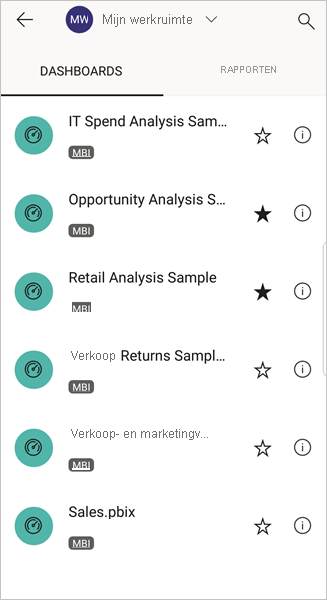 MW Mijn werkruimte
DASHBOARDS RAPPORTEN
IT Spend Analysis Sam...
MBI
Opportunity Analysis S...
MBI
Retail Analysis Sample
MBI
Verkoop Returns Sampl...
MBI
Verkoop- en marketingv...
MBI
Sales.pbix
MBI